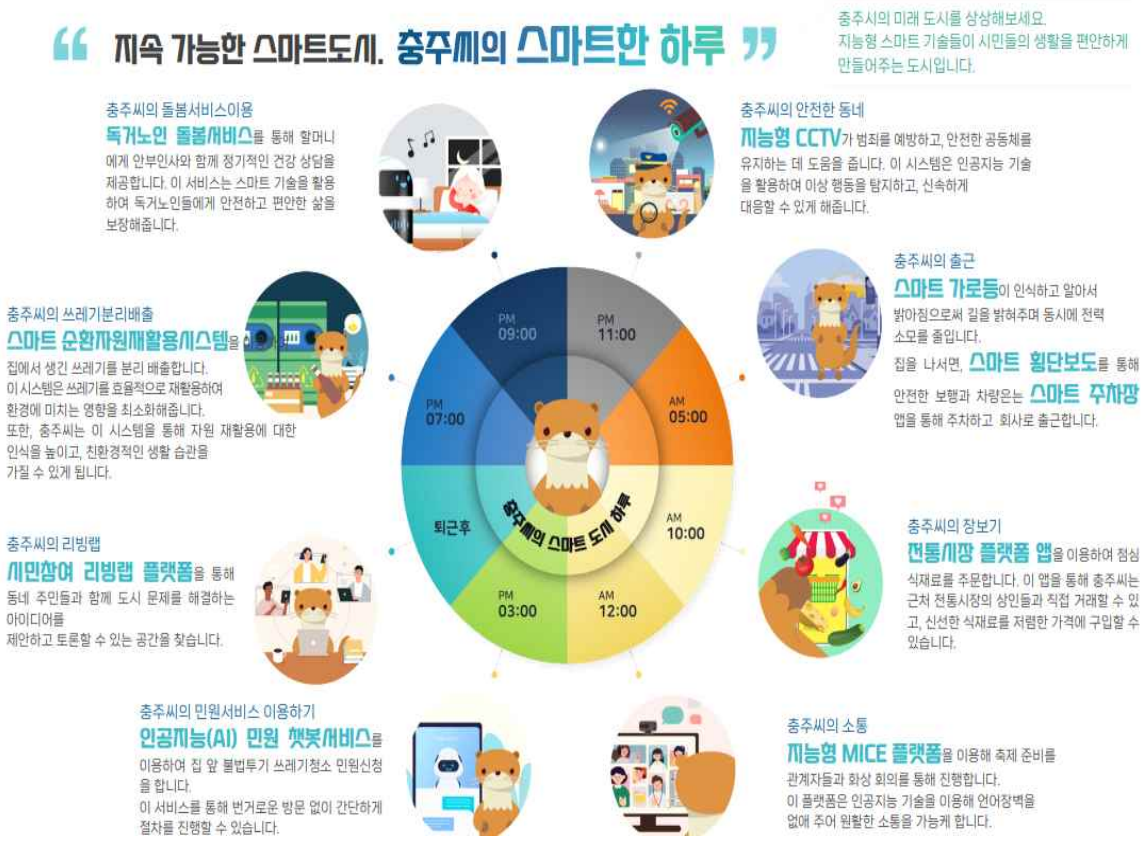 ❝ 지속 가능한 스마트도시. 충주씨의 스마트한 하루 ❞
충주시의 미래 도시를 상상해보세요.
지능형 스마트 기술들이 시민들의 생활을 편안하게
만들어주는 도시입니다.
충주씨의 돌봄서비스이용
독거노인 돌봄서비스를 통해 할머니
에게 안부인사와 함께 정기적인 건강 상담을
제공합니다. 이 서비스는 스마트 기술을 활용
하여 독거노인들에게 안전하고 편안한 삶을
보장해줍니다.
충주씨의 안전한 동네
지능형 CCTV가 범죄를 예방하고, 안전한 공동체를
유지하는 데 도움을 줍니다. 이 시스템은 인공지능 기술
을 활용하여 이상 행동을 탐지하고, 신속하게
대응할 수 있게 해줍니다.
충주씨의 출근
스마트 가로등이 인식하고 알아서
밝아짐으로써 길을 밝혀주며 동시에 전력
소모를 줄입니다.
집을 나서면, 스마트 횡단보도를 통해
안전한 보행과 차량은는 스마트 주차장
앱을 통해 주차하고 회사로 출근합니다.
충주씨의 쓰레기분리배출
스마트 순환자원재활용시스템을
집에서 생긴 쓰레기를 분리 배출합니다.
이 시스템은 쓰레기를 효율적으로 재활용하여
환경에 미치는 영향을 최소화해줍니다.
또한, 충주씨는 이 시스템을 통해 자원 재활용에 대한
인식을 높이고, 친환경적인 생활 습관을
가질 수 있게 됩니다.
PM
09:00
PM
11:00
PM
07:00
AM
05:00
퇴근후
AM
10:00
PM
03:00
AM
12:00
충주씨의 스마트 도시 하루
충주씨의 장보기
전통시장 플랫폼 앱을 이용하여 점심
식재료를 주문합니다. 이 앱을 통해 충주씨는
근처 전통시장의 상인들과 직접 거래할 수 있
고, 신선한 식재료를 저렴한 가격에 구입할 수
있습니다.
충주씨의 리빙랩
시민참여 리빙랩 플랫폼을 통해
동네 주민들과 함께 도시 문제를 해결하는
아이디어를
제안하고 토론할 수 있는 공간을 찾습니다.
충주씨의 민원서비스 이용하기
인공지능(AI) 민원 챗봇서비스를
이용하여 집 앞 불법투기 쓰레기청소 민원신청
을 합니다.
이 서비스를 통해 번거로운 방문 없이 간단하게
절차를 진행할 수 있습니다.
충주씨의 소통
지능형 MICE 플랫폼을 이용해 축제 준비를
관계자들과 화상 회의를 통해 진행합니다.
이 플랫폼은 인공지능 기술을 이용해 언어장벽을
없애 주어 원활한 소통을 가능케 합니다.